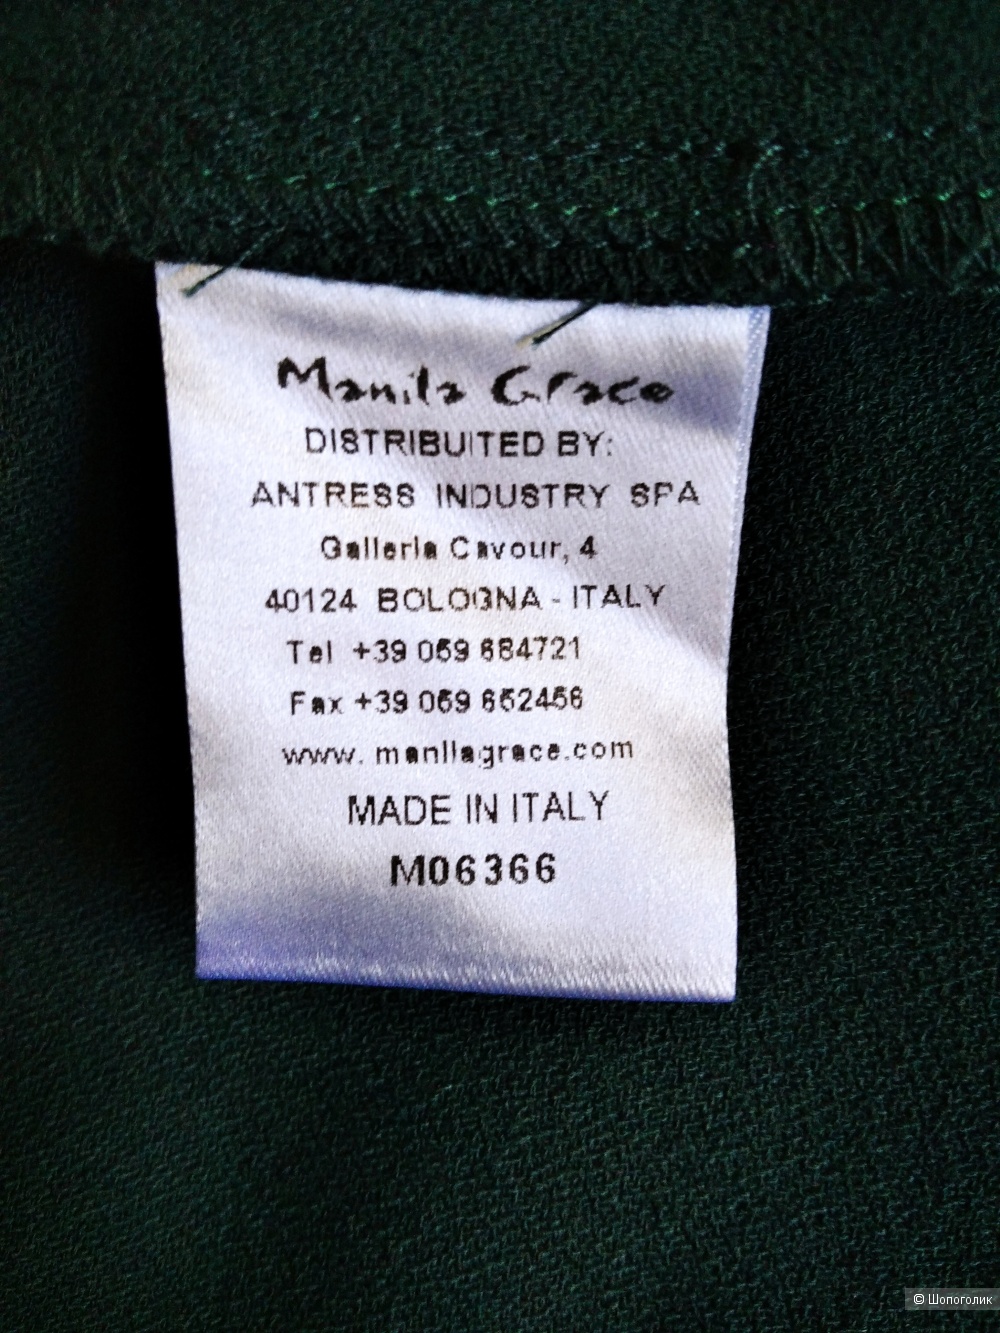 Manila Grace
DISTRIBUITED BY:
ANTRESS INDUSTRY SPA
Galleria Cavour, 4
40124 BOLOGNA - ITALY
Tel +39 059 684721
Fax +39 059 652456
www. manilagrace.com
MADE IN ITALY
M06366
© Шопоголик